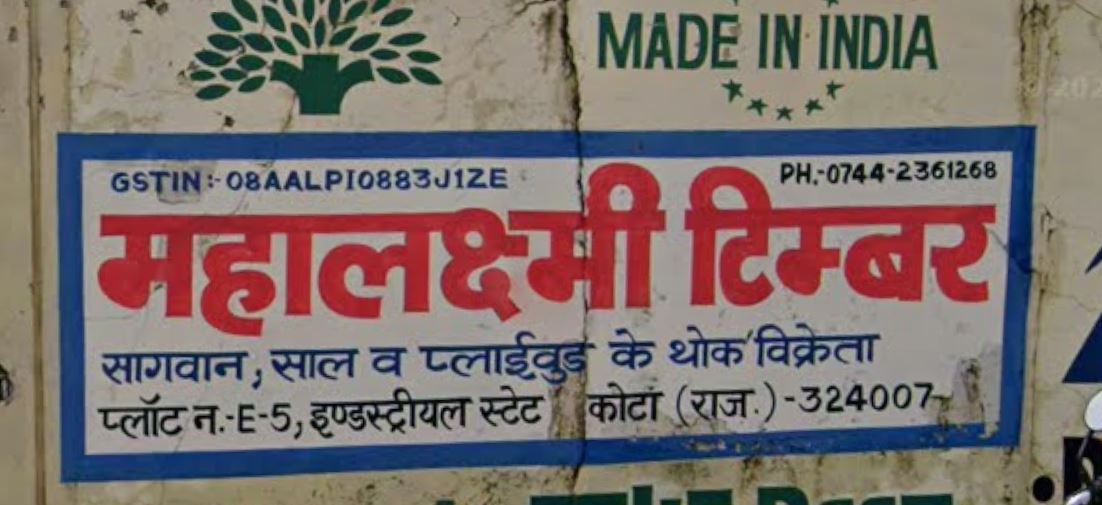 MADE IN INDIA
GSTIN:-08AALPI0883J1ZE
PH.-0744-2361268
महालक्ष्मी टिम्बर
सागवान, साल व प्लाईवुड के थोक विक्रेता
प्लॉट न.-E-5, इण्डस्ट्रीयल स्टेट कोटा (राज.)-324007